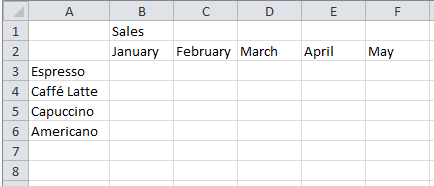 A B C D E F
1 Sales
2 January February March April May
3 Espresso
4 Caffé Latte
5 Capuccino
6 Americano
7
8